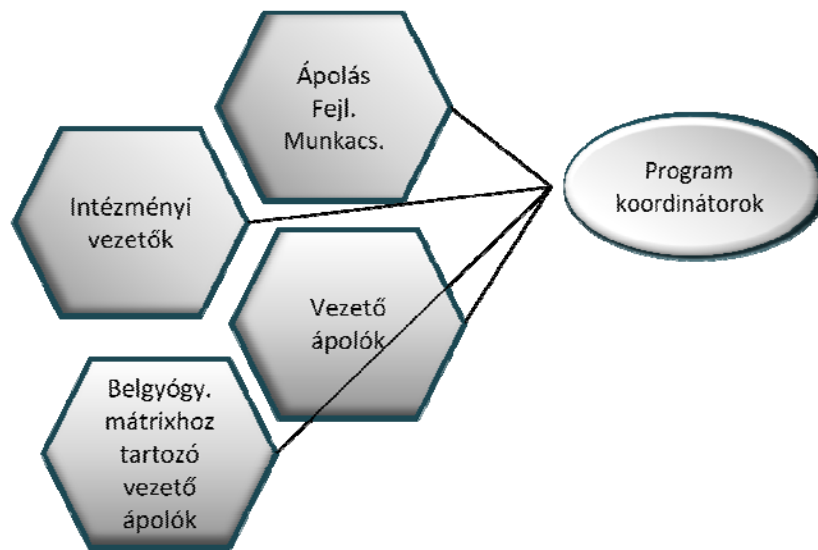 Ápolás
Fejl.
Munkacs.
Intézményi
vezetők
Vezető
ápolók
Belgyógy.
mátrixhoz
tartozó
vezető
ápolók
Program
koordinátorok